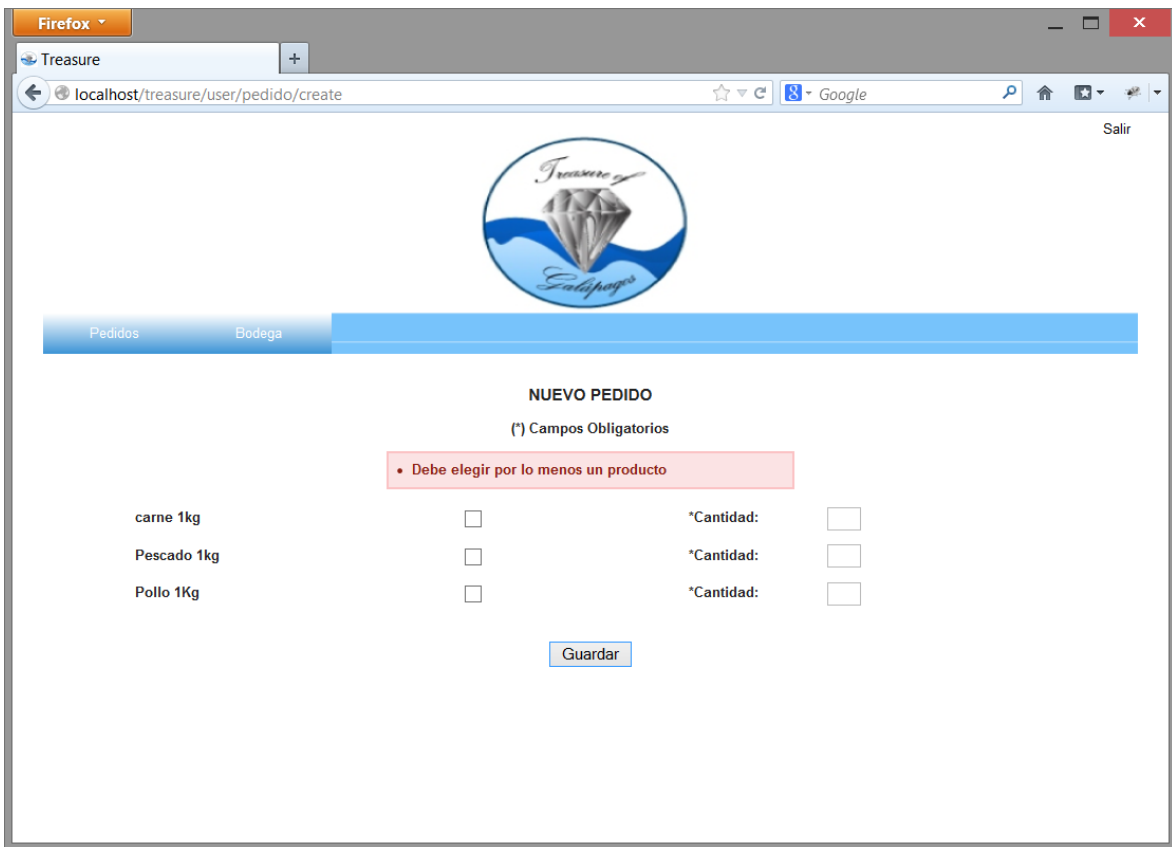 Firefox
Treasure
+
localhost/treasure/user/pedido/create
8 Google
Salir
Treasure of
Galápagos
Pedidos Bodega
NUEVO PEDIDO
(*) Campos Obligatorios
• Debe elegir por lo menos un producto
carne 1kg *Cantidad:
Pescado 1kg *Cantidad:
Pollo 1Kg *Cantidad:
Guardar